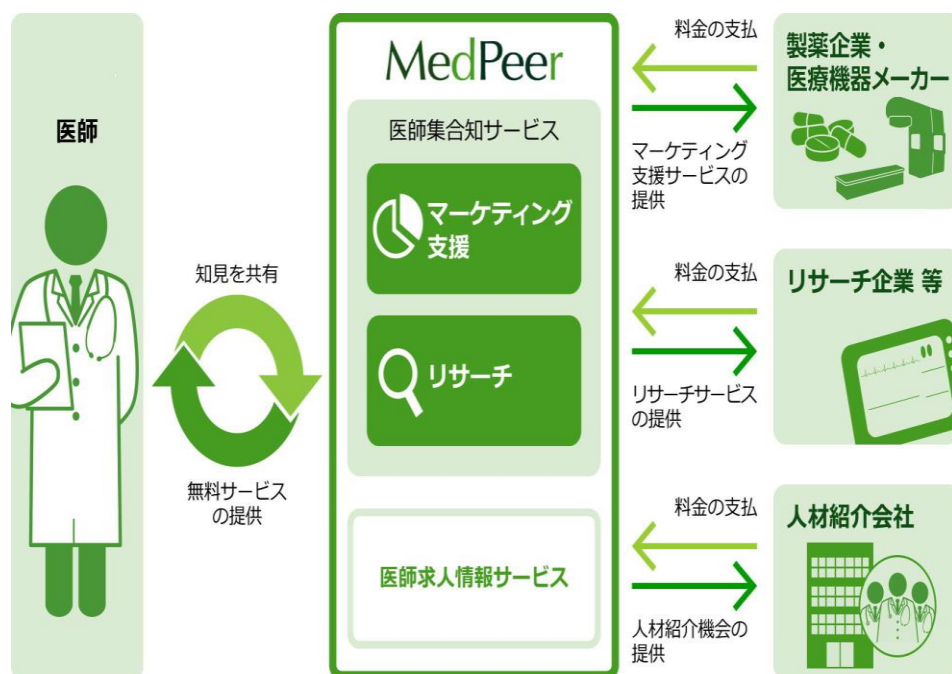 医師
知見を共有
無料サービス
の提供
MedPeer
医師集合知サービス
マーケティング
支援
リサーチ
医師求人情報サービス
料金の支払
マーケティング
支援サービスの
提供
製薬企業・
医療機器メーカー
料金の支払
リサーチサービス
の提供
リサーチ企業 等
料金の支払
人材紹介機会の
提供
人材紹介会社